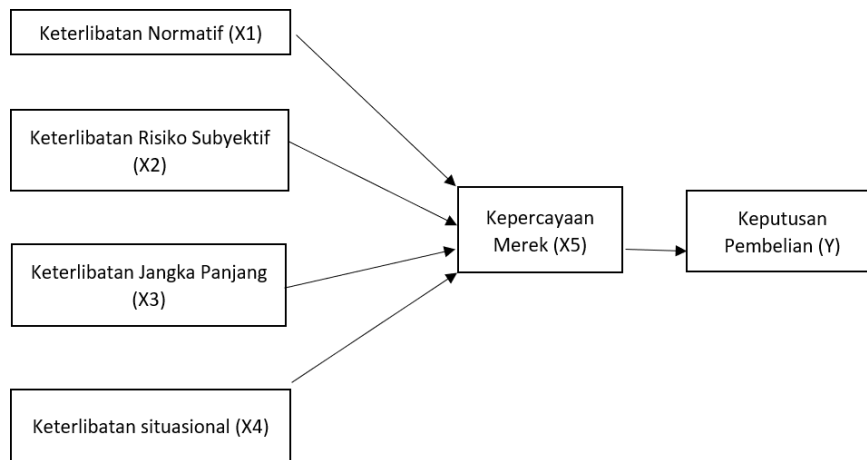 Keterlibatan Normatif (X1)
Keterlibatan Risiko Subyektif
(X2)
Keterlibatan Jangka Panjang
(X3)
Keterlibatan situasional (X4)
Kepercayaan
Merek (X5)
Keputusan
Pembelian (Y)